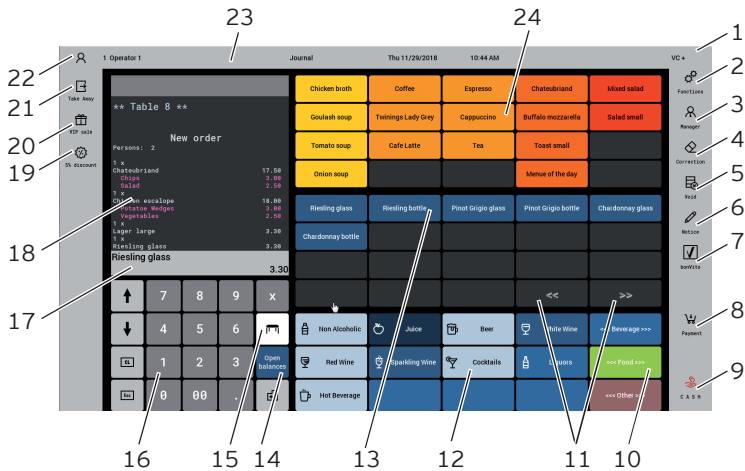 23
24
1
22
21
20
19
18
17
16
15
14
13
12
11
10
9
8
7
6
5
4
3
2
1 Operator 1
Journal
Thu 11/29/2018
10:44 AM
VC +
Take Away
VIP sale
5% discount
** Table 8 **
New order
Persons: 2
1 x
Chateubriand 17.50
Chips 3.00
Salad 2.50
1 x
Chicken escalope 18.00
Potatoe Wedges 3.00
Vegetables 2.50
1 x
Lager large 3.30
1 x
Riesling glass 3.30
Riesling glass
3.30
7 8 9 x
4 5 6
CL 1 2 3 Open balances
Esc 0 00 .
Chicken broth Coffee Espresso Chateubriand Mixed salad
Goulash soup Twinings Lady Grey Cappuccino Buffalo mozzarella Salad small
Tomato soup Cafe Latte Tea Toast small
Onion soup Menue of the day
Riesling glass Riesling bottle Pinot Grigio glass Pinot Grigio bottle Chardonnay glass
Chardonnay bottle
<< >>
Non Alcoholic Juice Beer White Wine <<< Beverage >>>
Red Wine Sparkling Wine Cocktails Liquors <<< Food >>>
Hot Beverage <<< Other >>>
Functions
Manager
Correction
Void
Notice
bonVito
Payment
CASH